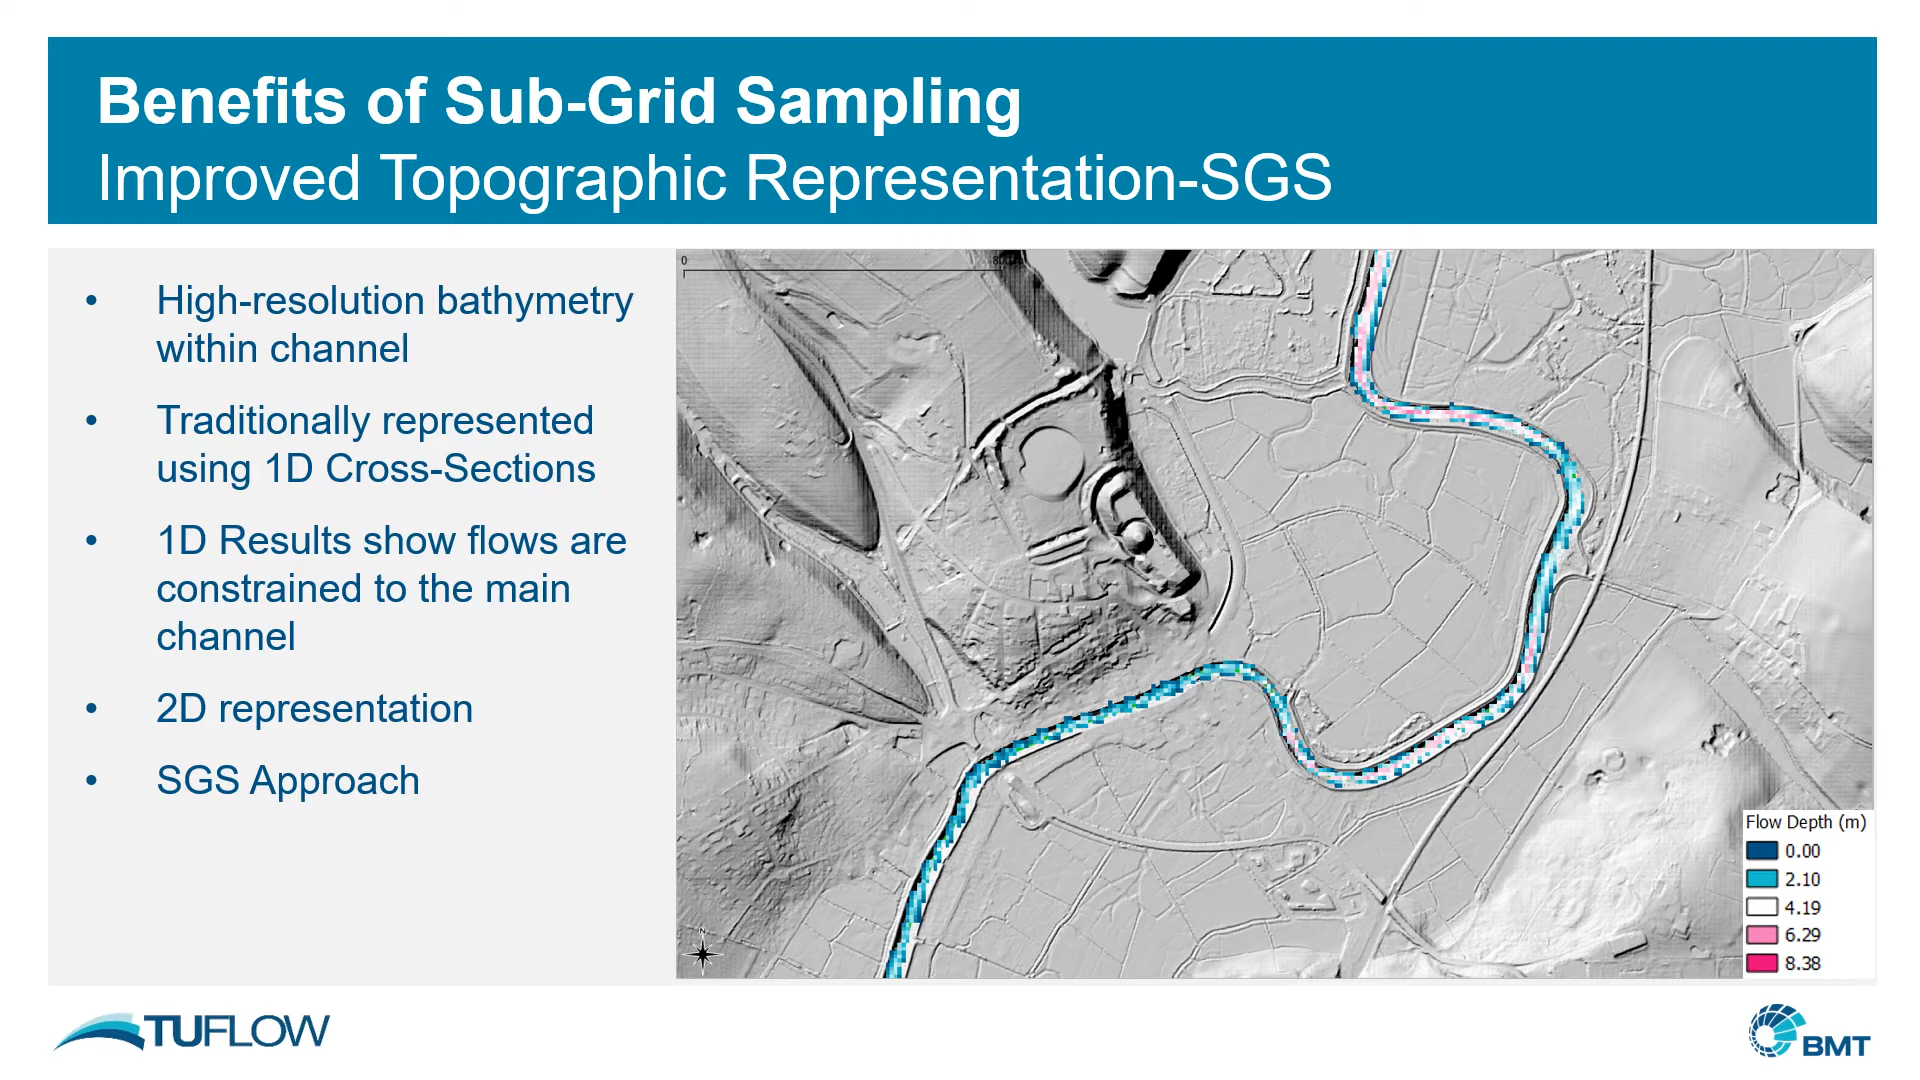 Benefits of Sub-Grid Sampling
Improved Topographic Representation-SGS
• High-resolution bathymetry
within channel
• Traditionally represented
using 1D Cross-Sections
• 1D Results show flows are
constrained to the main
channel
• 2D representation
• SGS Approach
0
N
Flow Depth (m)
0.00
2.10
4.19
6.29
8.38
TUFLOW
BMT